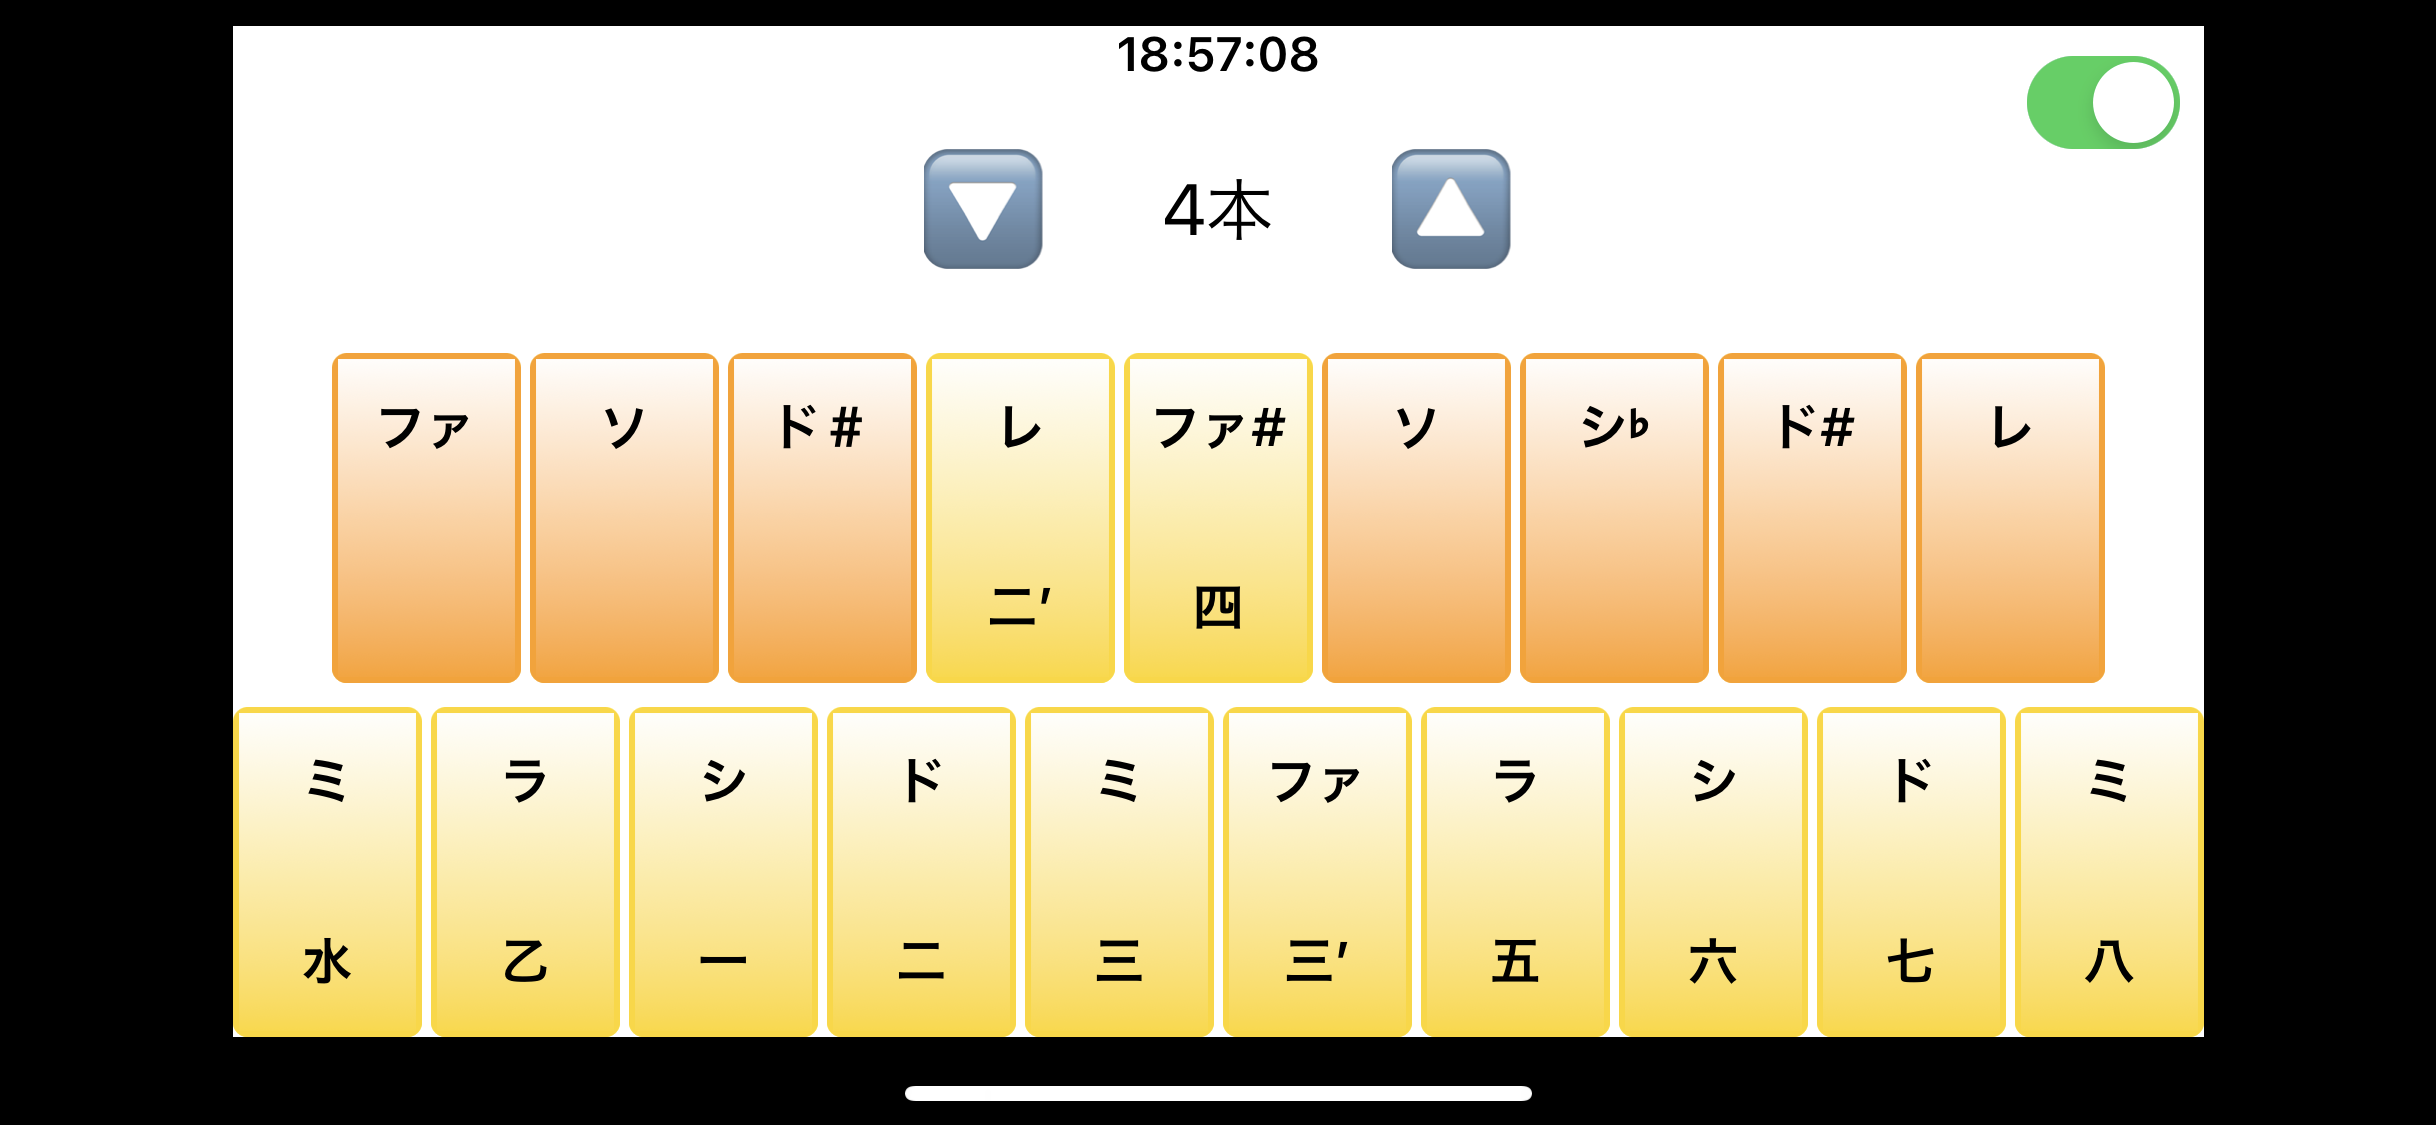 18:57:08
4本
ファ ソ ド# レ ファ# ソ シ♭ ド# レ
二′ 四
ミ ラ シ ド ミ ファ ラ シ ド ミ
水 乙 一 二 三 三′ 五 六 七 八